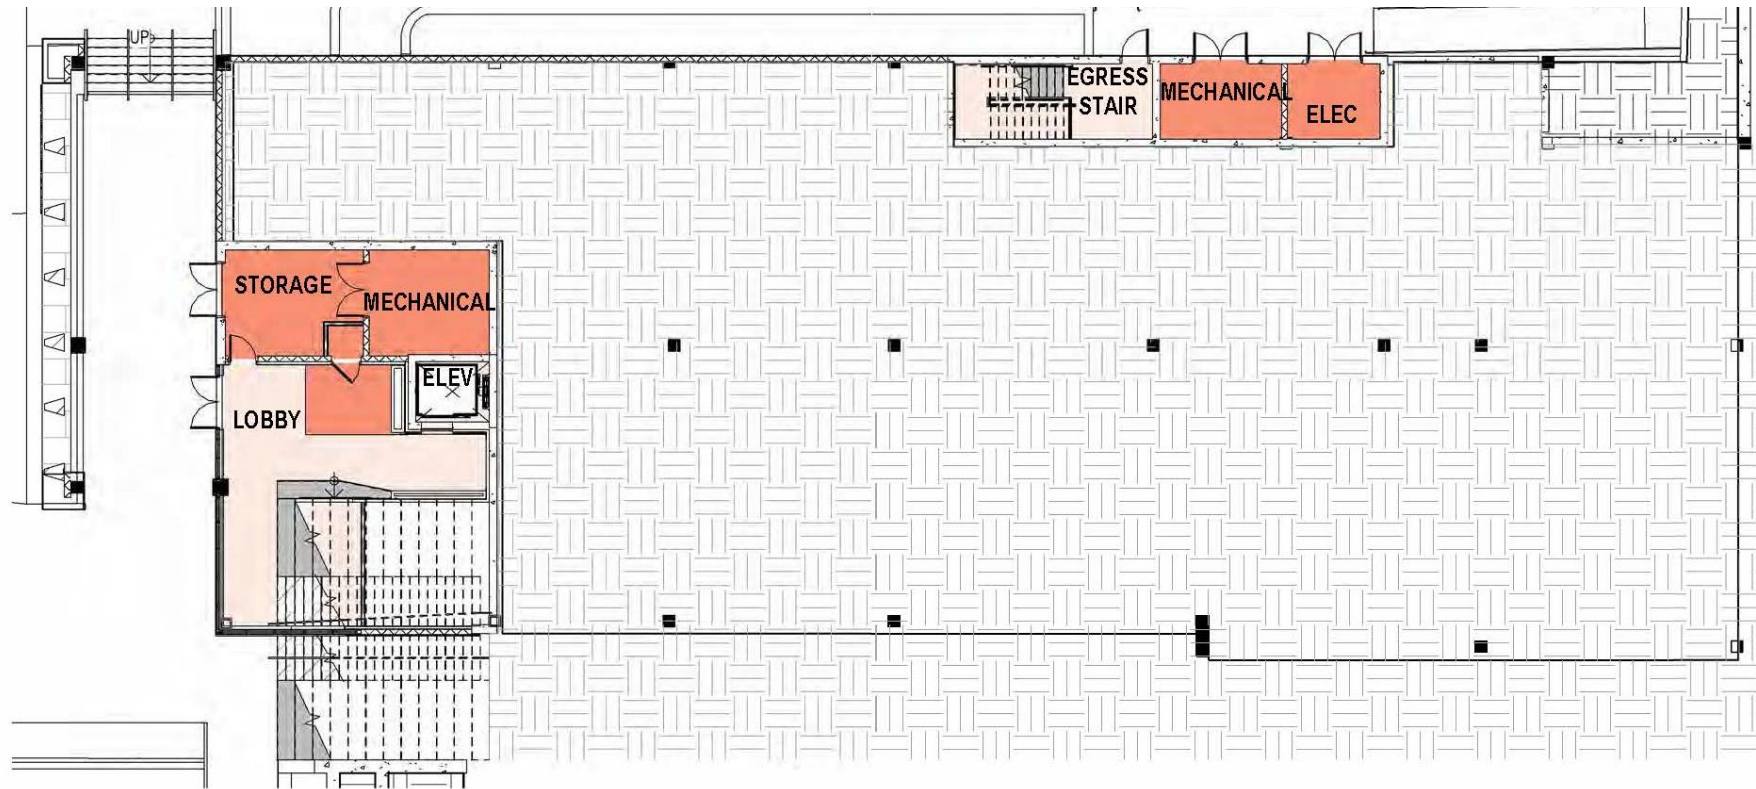 UP
EGRESS
STAIR
MECHANICAL
ELEC
STORAGE
MECHANICAL
ELEV
LOBBY